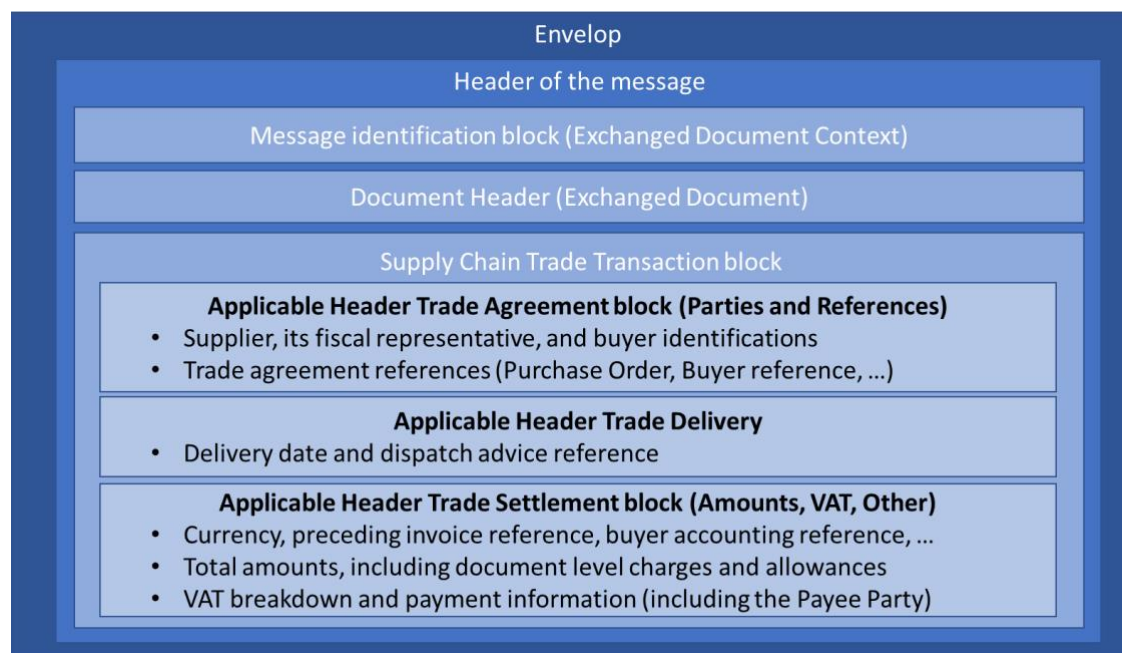 Envelop
Header of the message
Message identification block (Exchanged Document Context)
Document Header (Exchanged Document)
Supply Chain Trade Transaction block
Applicable Header Trade Agreement block (Parties and References)
• Supplier, its fiscal representative, and buyer identifications
• Trade agreement references (Purchase Order, Buyer reference, …)
Applicable Header Trade Delivery
• Delivery date and dispatch advice reference
Applicable Header Trade Settlement block (Amounts, VAT, Other)
• Currency, preceding invoice reference, buyer accounting reference, …
• Total amounts, including document level charges and allowances
• VAT breakdown and payment information (including the Payee Party)